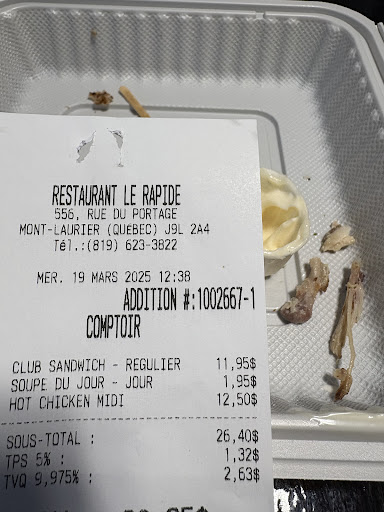 RESTAURANT LE RAPIDE
556, RUE DU PORTAGE
MONT-LAURIER (QUÉBEC) J9L 2A4
Tél.:(819) 623-3822
MER. 19 MARS 2025 12:38
ADDITION #:1002667-1
COMPTOIR
CLUB SANDWICH - REGULIER 11,95$
SOUPE DU JOUR - JOUR 1,95$
HOT CHICKEN MIDI 12,50$
SOUS-TOTAL : 26,40$
TPS 5% : 1,32$
TVQ 9,975% : 2,63$